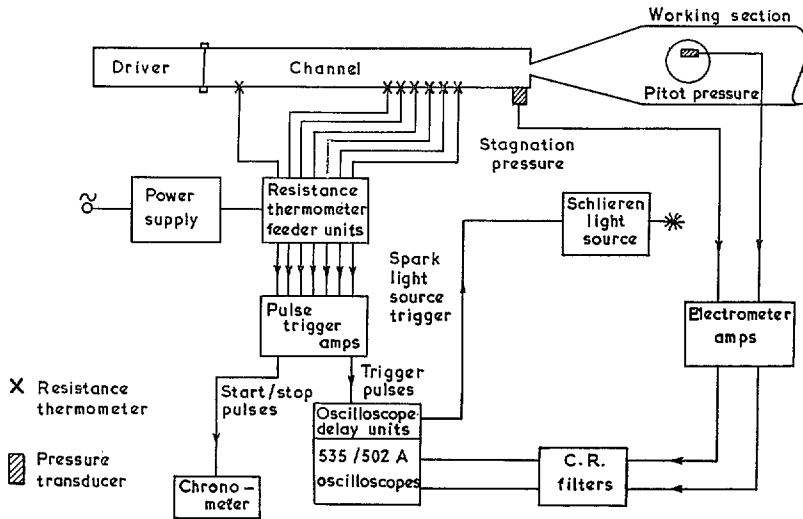 Working section
Driver
Channel
Pitot pressure
Stagnation
pressure
Power
supply
Resistance
thermometer
feeder units
Schlieren
light
source
Spark
light
source
trigger
Pulse
trigger
amps
Electrometer
amps
X Resistance
thermometer
Start/stop
pulses
Trigger
pulses
Oscilloscope
delay units
535/502 A
oscilloscopes
C.R.
filters
Pressure
transducer
Chrono-
meter